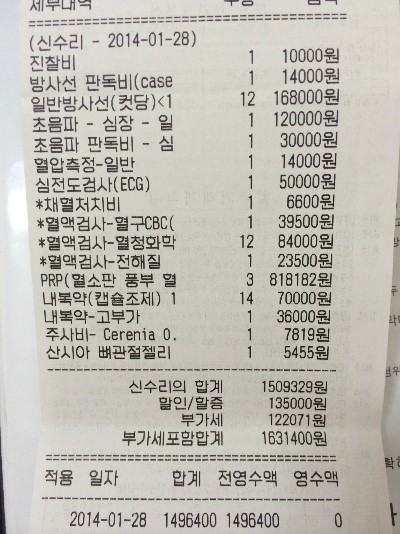 세부내역 수량 금액
(신수리 - 2014-01-28)
진찰비 1 10000원
방사선 판독비(case 1 14000원
일반방사선(컷당)<1 12 168000원
초음파 - 심장 - 일 1 120000원
초음파 판독비 - 심 1 30000원
혈압측정-일반 1 14000원
심전도검사(ECG) 1 50000원
*채혈처치비 1 6600원
*혈액검사-혈구CBC( 1 39500원
*혈액검사-혈청화학 12 84000원
*혈액검사-전해질 1 23500원
PRP(혈소판 풍부 혈 3 818182원
내복약(캡슐조제) 1 14 70000원
내복약-고부가 1 36000원
주사비- Cerenia 0. 1 7819원
산시아 뼈관절젤리 1 5455원
신수리의 합계 1509329원
할인/할증 135000원
부가세 122071원
부가세포함합계 1631400원
적용 일자 합계 전영수액 영수액
2014-01-28 1496400 1496400 0